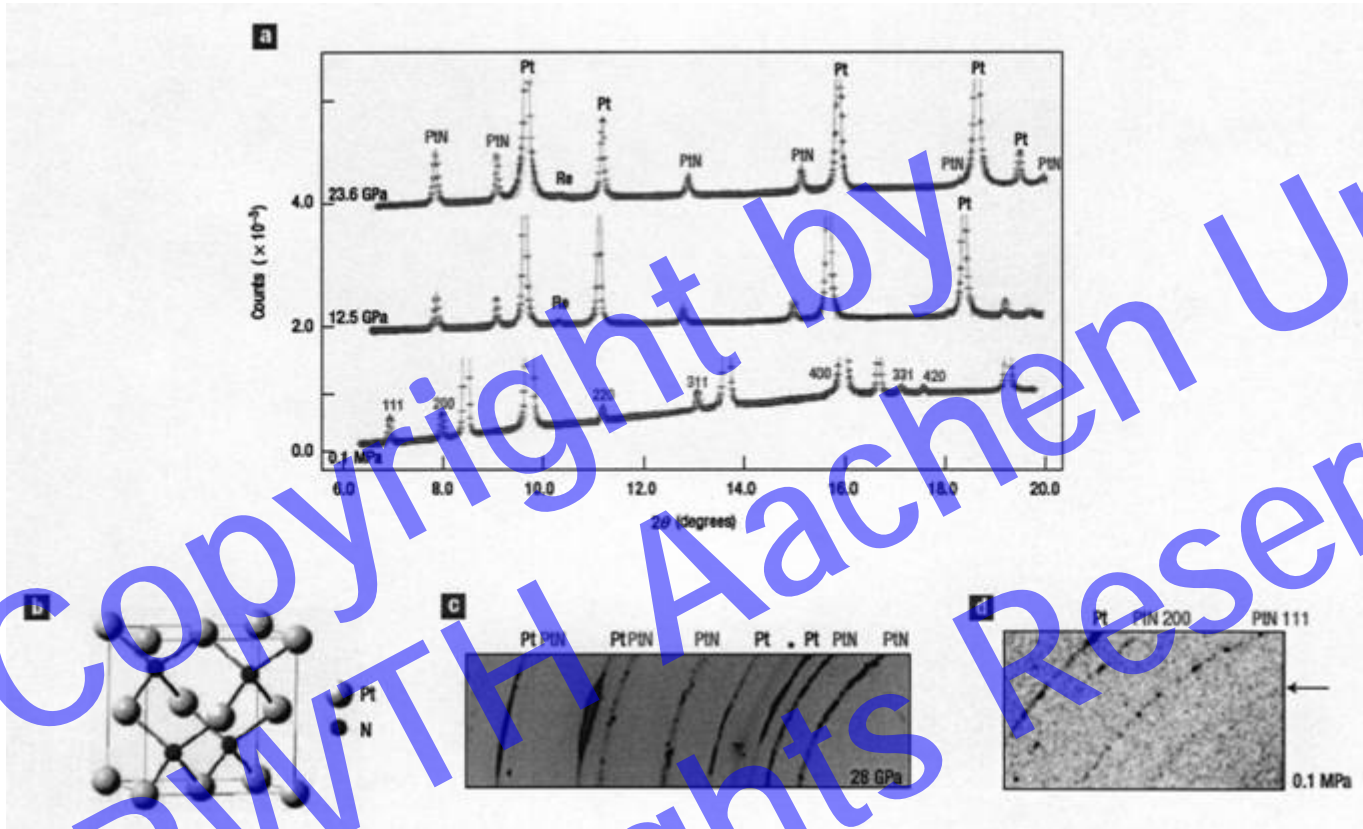 a
Pt Pt Pt
Pt
PtN PtN PtN PtN PtN Pt PtN
Re
23.6 GPa
4.0
Counts (× 10⁻³)
Pt
Re
12.5 GPa
2.0
111 200 220 311 400 331 420
0.0
0.1 MPa
6.0 8.0 10.0 12.0 14.0 16.0 18.0 20.0
2θ (degrees)
b
Pt
N
c
Pt PtN Pt PtN PtN Pt • Pt PtN PtN
28 GPa
d
Pt PtN 200 PtN 111
0.1 MPa
Copyright by
RWTH Aachen
Rights